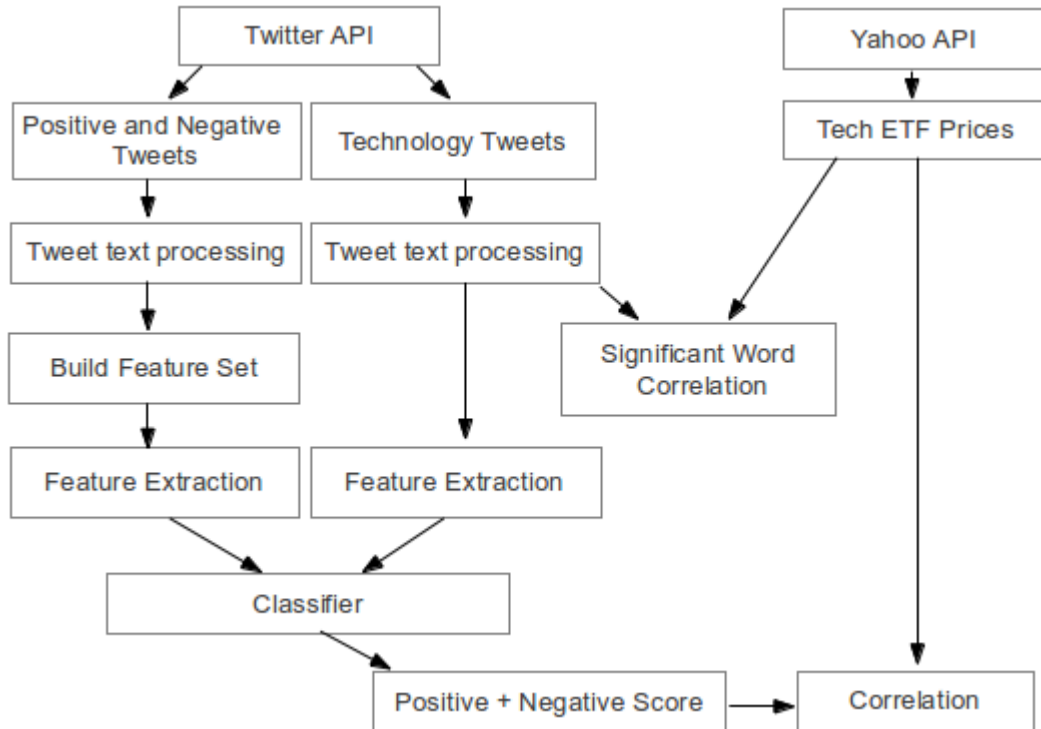 Twitter API
Yahoo API
Positive and Negative
Tweets
Technology Tweets
Tech ETF Prices
Tweet text processing
Tweet text processing
Significant Word
Correlation
Build Feature Set
Feature Extraction
Feature Extraction
Classifier
Positive + Negative Score
Correlation